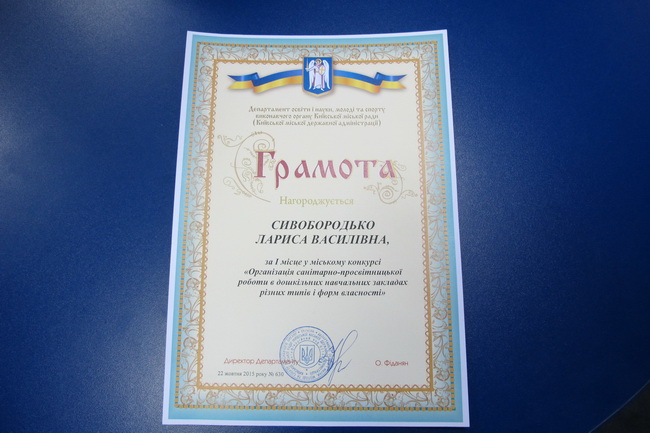 Департамент освіти і науки, молоді та спорту
виконавчого органу Київської міської ради
(Київської міської державної адміністрації)
Грамота
Нагороджується
СИВОБОРОДЬКО
ЛАРИСА ВАСИЛІВНА,
за І місце у міському конкурсі
«Організація санітарно-просвітницької
роботи в дошкільних навчальних закладах
різних типів і форм власності»
Директор Департаменту
О. Фіданян
22 жовтня 2015 року № 630